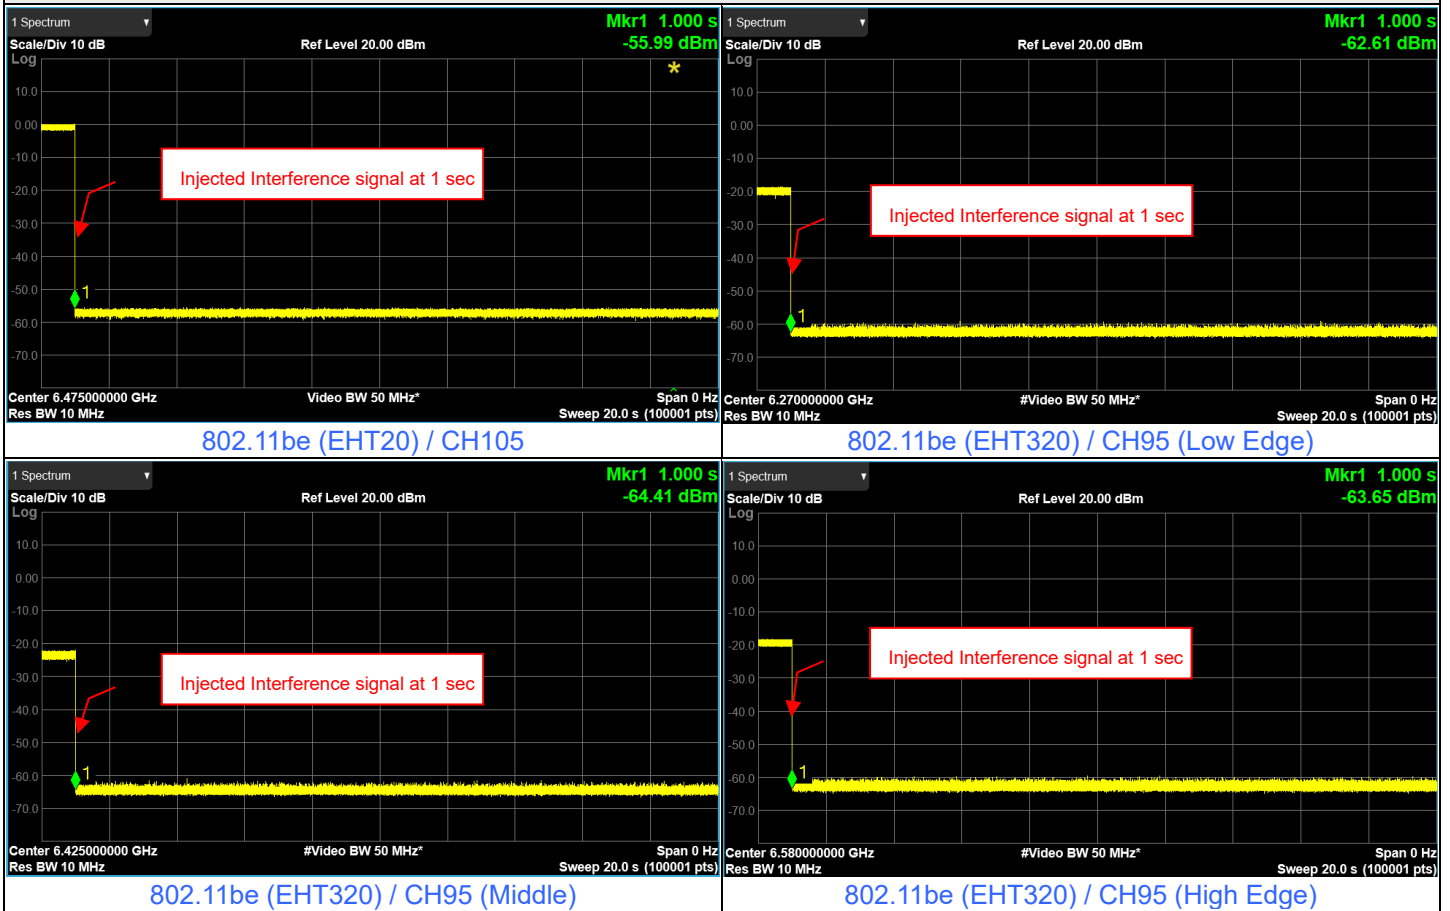 1 Spectrum
Scale/Div 10 dB
Ref Level 20.00 dBm
Mkr1 1.000 s
-55.99 dBm
Log
10.0
0.00
-10.0
-20.0
-30.0
-40.0
-50.0
-60.0
-70.0
Injected Interference signal at 1 sec
1
*
Center 6.475000000 GHz
Video BW 50 MHz*
Span 0 Hz
Res BW 10 MHz
Sweep 20.0 s (100001 pts)
802.11be (EHT20) / CH105
1 Spectrum
Scale/Div 10 dB
Ref Level 20.00 dBm
Mkr1 1.000 s
-62.61 dBm
Log
10.0
0.00
-10.0
-20.0
-30.0
-40.0
-50.0
-60.0
-70.0
Injected Interference signal at 1 sec
1
Center 6.270000000 GHz
#Video BW 50 MHz*
Span 0 Hz
Res BW 10 MHz
Sweep 20.0 s (100001 pts)
802.11be (EHT320) / CH95 (Low Edge)
1 Spectrum
Scale/Div 10 dB
Ref Level 20.00 dBm
Mkr1 1.000 s
-64.41 dBm
Log
10.0
0.00
-10.0
-20.0
-30.0
-40.0
-50.0
-60.0
-70.0
Injected Interference signal at 1 sec
1
Center 6.425000000 GHz
#Video BW 50 MHz*
Span 0 Hz
Res BW 10 MHz
Sweep 20.0 s (100001 pts)
802.11be (EHT320) / CH95 (Middle)
1 Spectrum
Scale/Div 10 dB
Ref Level 20.00 dBm
Mkr1 1.000 s
-63.65 dBm
Log
10.0
0.00
-10.0
-20.0
-30.0
-40.0
-50.0
-60.0
-70.0
Injected Interference signal at 1 sec
1
Center 6.580000000 GHz
#Video BW 50 MHz*
Span 0 Hz
Res BW 10 MHz
Sweep 20.0 s (100001 pts)
802.11be (EHT320) / CH95 (High Edge)